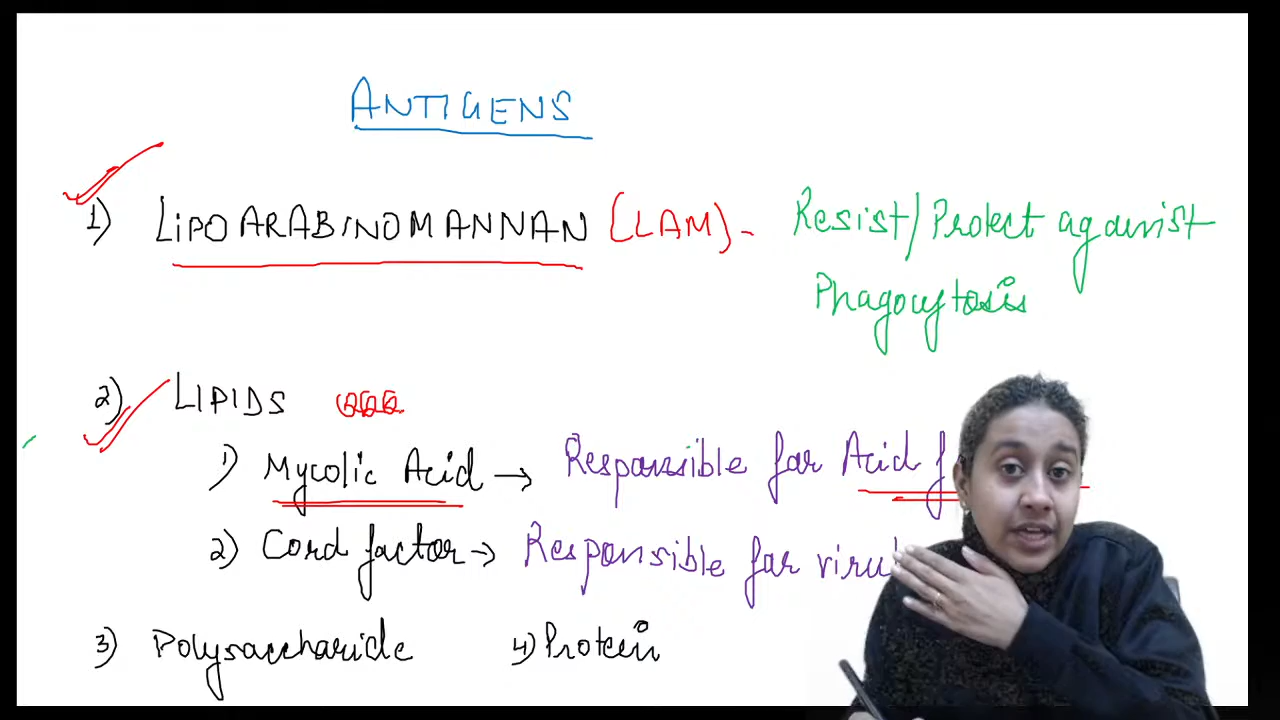 ANTIGENS
1) LIPOARABINOMANNAN (LAM) - Resist/Protect against
Phagocytosis
2) LIPIDS
1) Mycolic Acid → Responsible for Acid
2) Cord factor → Responsible for
3) Polysaccharide 4) Protein